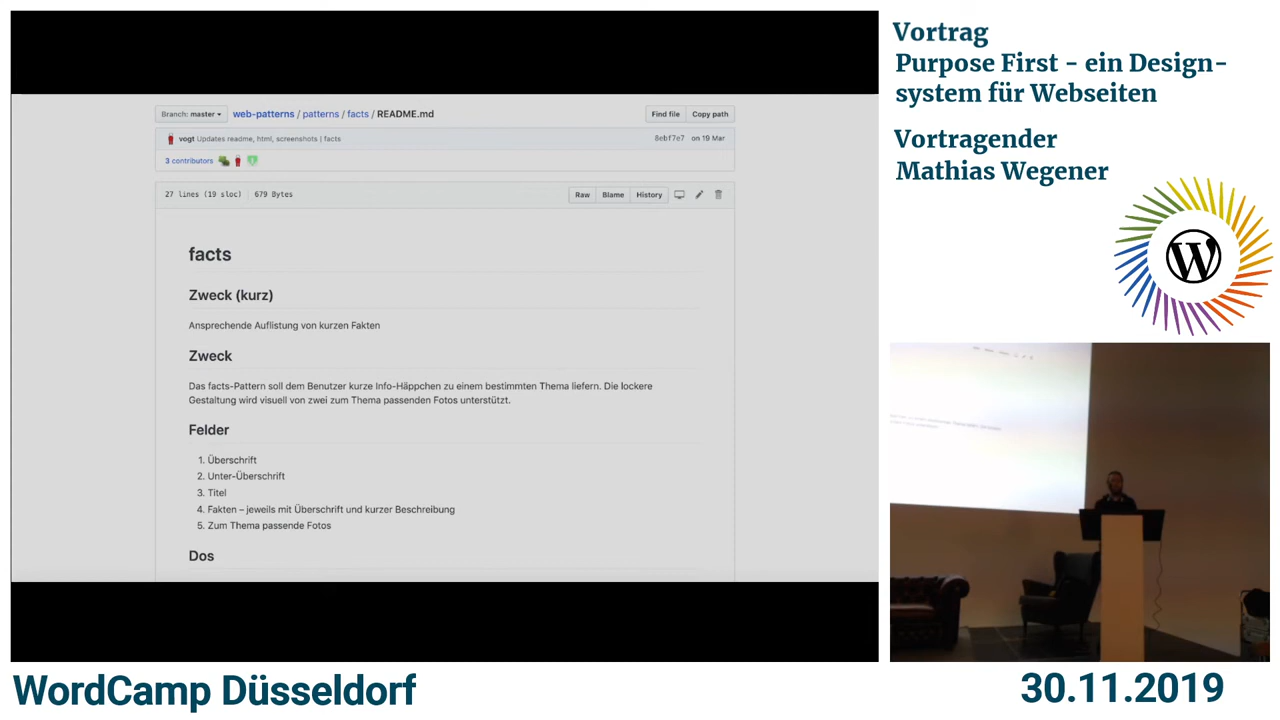 Branch: master
web-patterns / patterns / facts / README.md
Find file
Copy path
vogt Updates readme, html, screenshots | facts
8ebf7e7 on 19 Mar
3 contributors
27 lines (19 sloc) | 679 Bytes
Raw
Blame
History
facts
Zweck (kurz)
Ansprechende Auflistung von kurzen Fakten
Zweck
Das facts-Pattern soll dem Benutzer kurze Info-Häppchen zu einem bestimmten Thema liefern. Die lockere
Gestaltung wird visuell von zwei zum Thema passenden Fotos unterstützt.
Felder
1. Überschrift
2. Unter-Überschrift
3. Titel
4. Fakten – jeweils mit Überschrift und kurzer Beschreibung
5. Zum Thema passende Fotos
Dos
Vortrag
Purpose First - ein Design-
system für Webseiten
Vortragender
Mathias Wegener
W
WordCamp Düsseldorf
30.11.2019